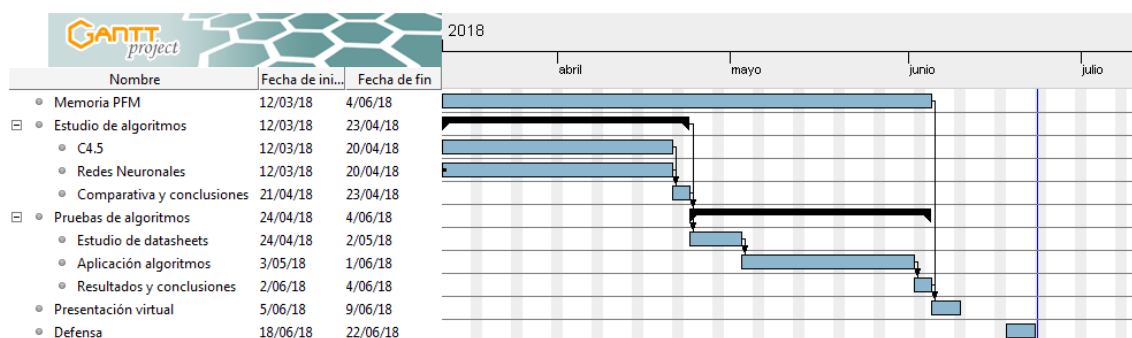 GANTT
project
2018
abril mayo junio julio
Nombre Fecha de ini... Fecha de fin
Memoria PFM 12/03/18 4/06/18
Estudio de algoritmos 12/03/18 23/04/18
C4.5 12/03/18 20/04/18
Redes Neuronales 12/03/18 20/04/18
Comparativa y conclusiones 21/04/18 23/04/18
Pruebas de algoritmos 24/04/18 4/06/18
Estudio de datasheets 24/04/18 2/05/18
Aplicación algoritmos 3/05/18 1/06/18
Resultados y conclusiones 2/06/18 4/06/18
Presentación virtual 5/06/18 9/06/18
Defensa 18/06/18 22/06/18